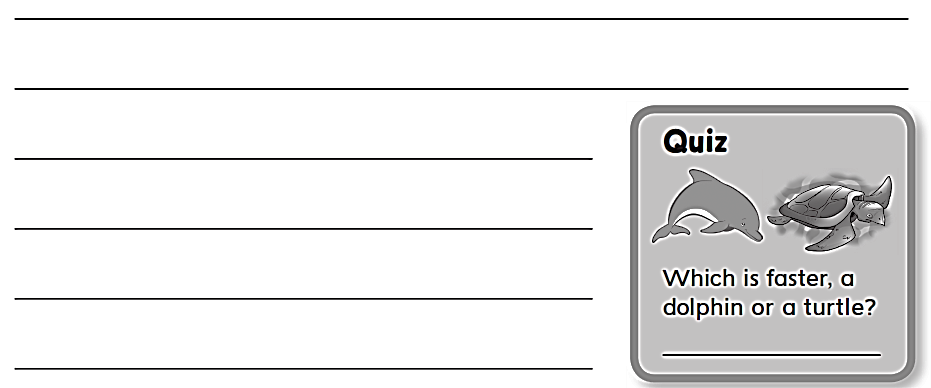 Quiz
Which is faster, a
dolphin or a turtle?